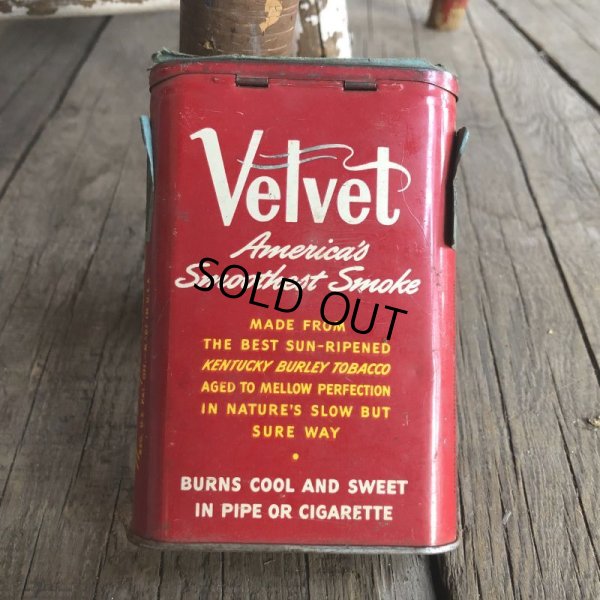 Velvet
America's
Smoothest Smoke
SOLD OUT
MADE FROM
THE BEST SUN-RIPENED
KENTUCKY BURLEY TOBACCO
AGED TO MELLOW PERFECTION
IN NATURE'S SLOW BUT
SURE WAY
BURNS COOL AND SWEET
IN PIPE OR CIGARETTE